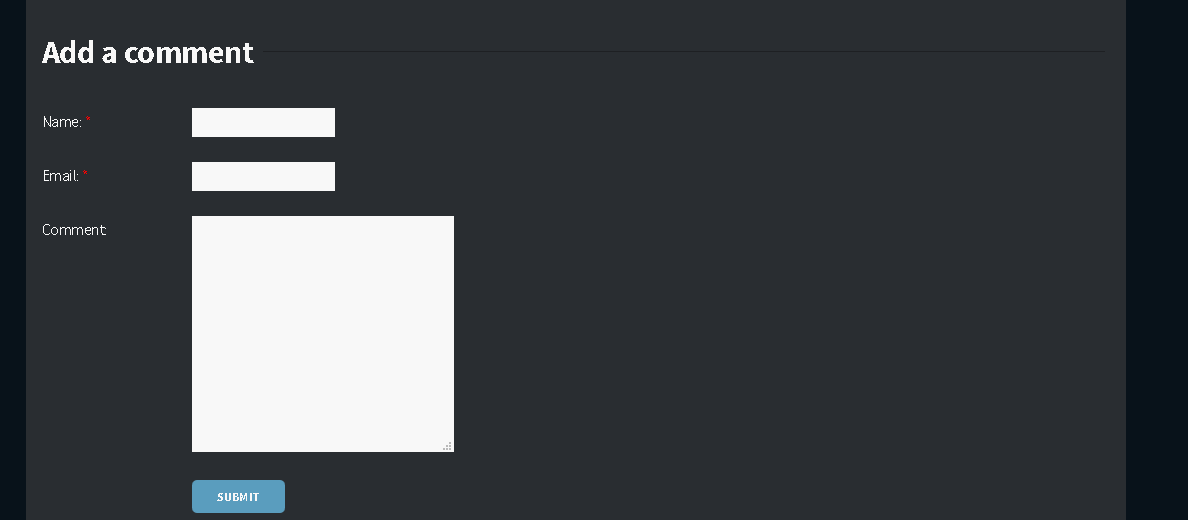 Add a comment
Name: *
Email: *
Comment:
SUBMIT